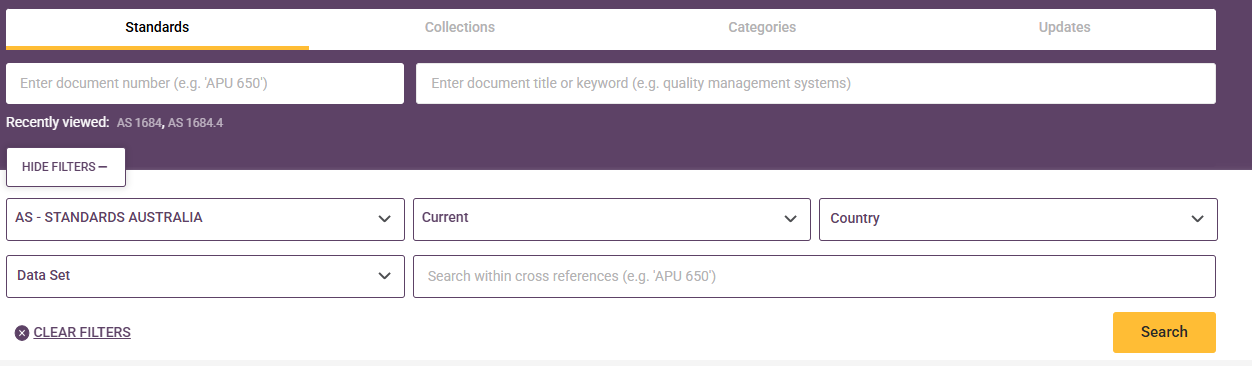 Standards Collections Categories Updates
Enter document number (e.g. 'APU 650') Enter document title or keyword (e.g. quality management systems)
Recently viewed: AS 1684, AS 1684.4
HIDE FILTERS
AS - STANDARDS AUSTRALIA Current Country
Data Set Search within cross references (e.g. 'APU 650')
CLEAR FILTERS Search